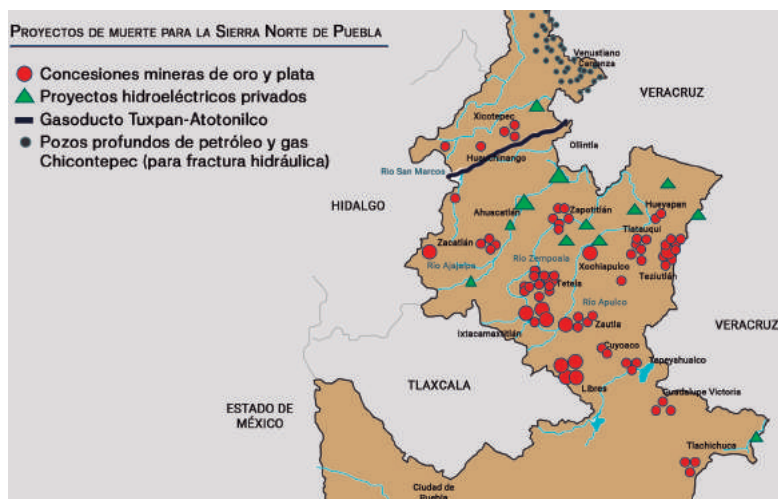 PROYECTOS DE MUERTE PARA LA SIERRA NORTE DE PUEBLA
Concesiones mineras de oro y plata
Proyectos hidroeléctricos privados
Gasoducto Tuxpan-Atotonilco
Pozos profundos de petróleo y gas
Chicontepec (para fractura hidráulica)
Venustiano
Carranza
VERACRUZ
Xicotepec
Huauchinango
Olintla
Río San Marcos
HIDALGO
Ahuacatlán
Zapotitlán
Hueyapan
Tlatauqui
Zacatlán
Río Ajajalpa
Río Zempoala
Xochiapulco
Teziutlán
Tetela
Río Apulco
Ixtacamaxtitlán
Zautla
VERACRUZ
Cuyoaco
Tepeyahualco
TLAXCALA
Libres
Guadalupe Victoria
ESTADO DE
MÉXICO
Tlachichuca
Ciudad de
Puebla